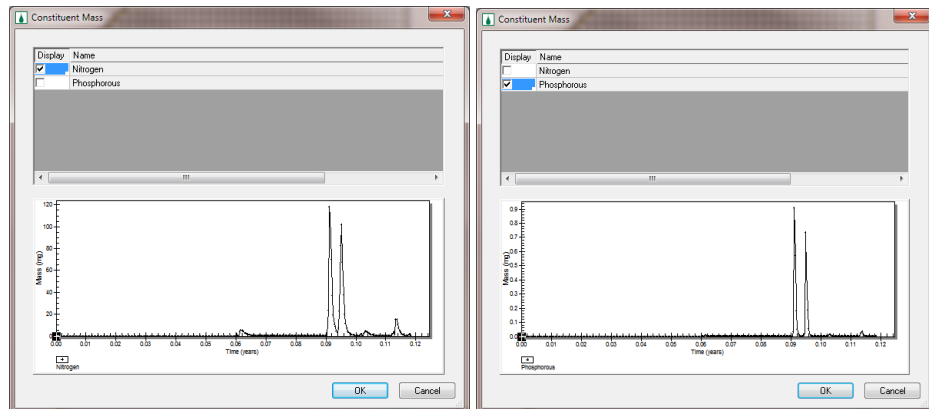 Constituent Mass
Display Name
Nitrogen
Phosphorous
120
100
80
60
40
20
0
Mass (mg)
0.00 0.01 0.02 0.03 0.04 0.05 0.06 0.07 0.08 0.09 0.10 0.11 0.12
Time (years)
Nitrogen
OK Cancel
Constituent Mass
Display Name
Nitrogen
Phosphorous
0.9
0.8
0.7
0.6
0.5
0.4
0.3
0.2
0.1
0.0
Mass (mg)
0.00 0.01 0.02 0.03 0.04 0.05 0.06 0.07 0.08 0.09 0.10 0.11 0.12
Time (years)
Phosphorous
OK Cancel